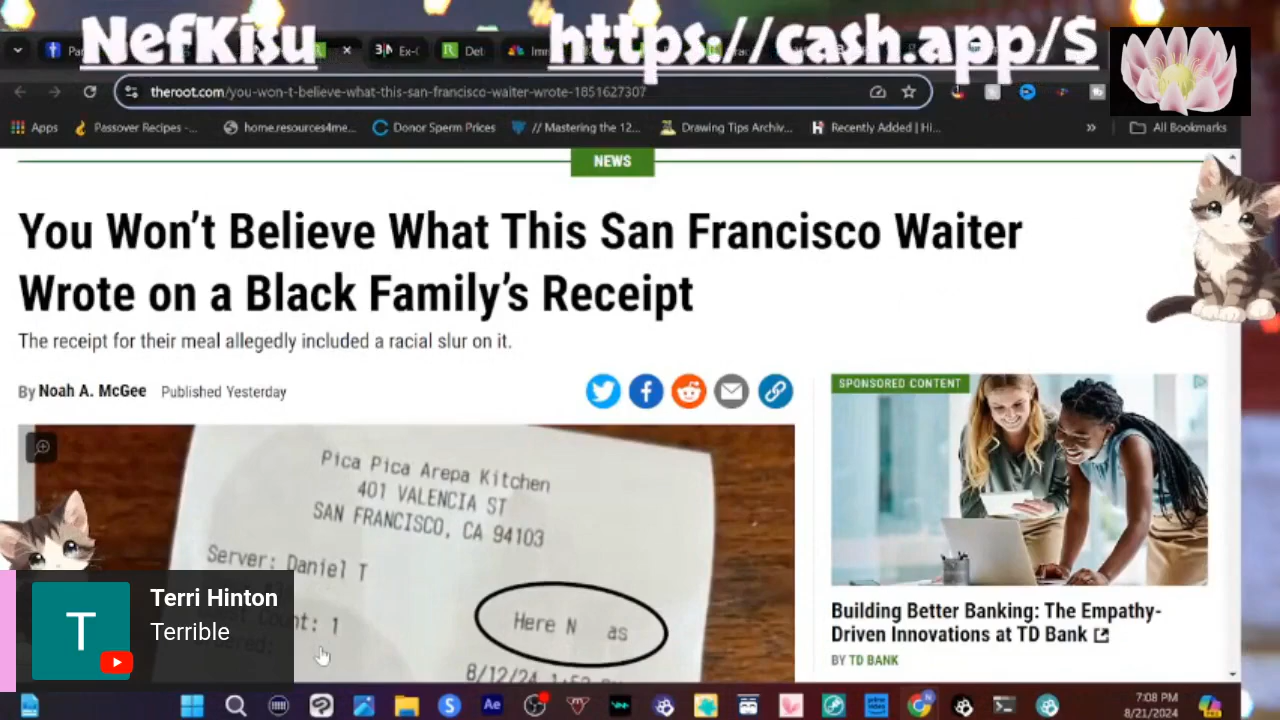 NefKisu
https://cash.app/$
Det
theroot.com/you-won-t-believe-what-this-san-francisco-waiter-wrote-1851627307
Apps
Passover Recipes -...
home.resources4me...
Donor Sperm Prices
// Mastering the 12...
Drawing Tips Archiv...
Recently Added | Hi...
»
All Bookmarks
NEWS
You Won't Believe What This San Francisco Waiter
Wrote on a Black Family's Receipt
The receipt for their meal allegedly included a racial slur on it.
By Noah A. McGee Published Yesterday
SPONSORED CONTENT
Pica Pica Arepa Kitchen
401 VALENCIA ST
SAN FRANCISCO, CA 94103
Server: Daniel T
Here N as
: 1
8/12/24
Building Better Banking: The Empathy-
Driven Innovations at TD Bank
BY TD BANK
T
Terri Hinton
Terrible
7:08 PM
8/21/2024